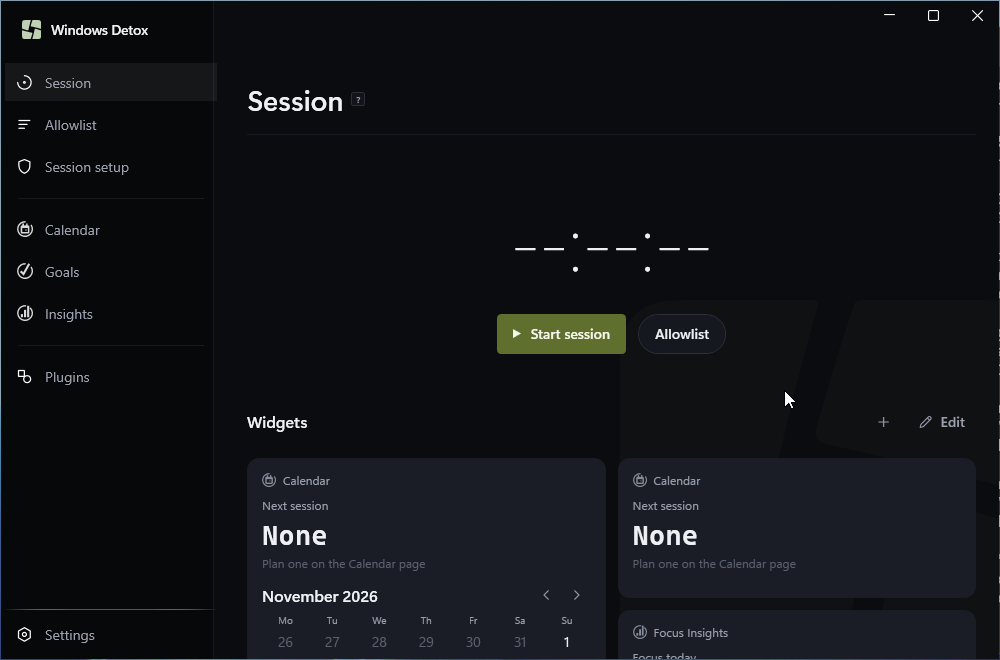 Windows Detox
Session
Allowlist
Session setup
Calendar
Goals
Insights
Plugins
Settings
Session ?
– – : – – : – –
Start session
Allowlist
Widgets
+ Edit
Calendar
Next session
None
Plan one on the Calendar page
November 2026
Mo Tu We Th Fr Sa Su
26 27 28 29 30 31 1
Calendar
Next session
None
Plan one on the Calendar page
Focus Insights
Focus today